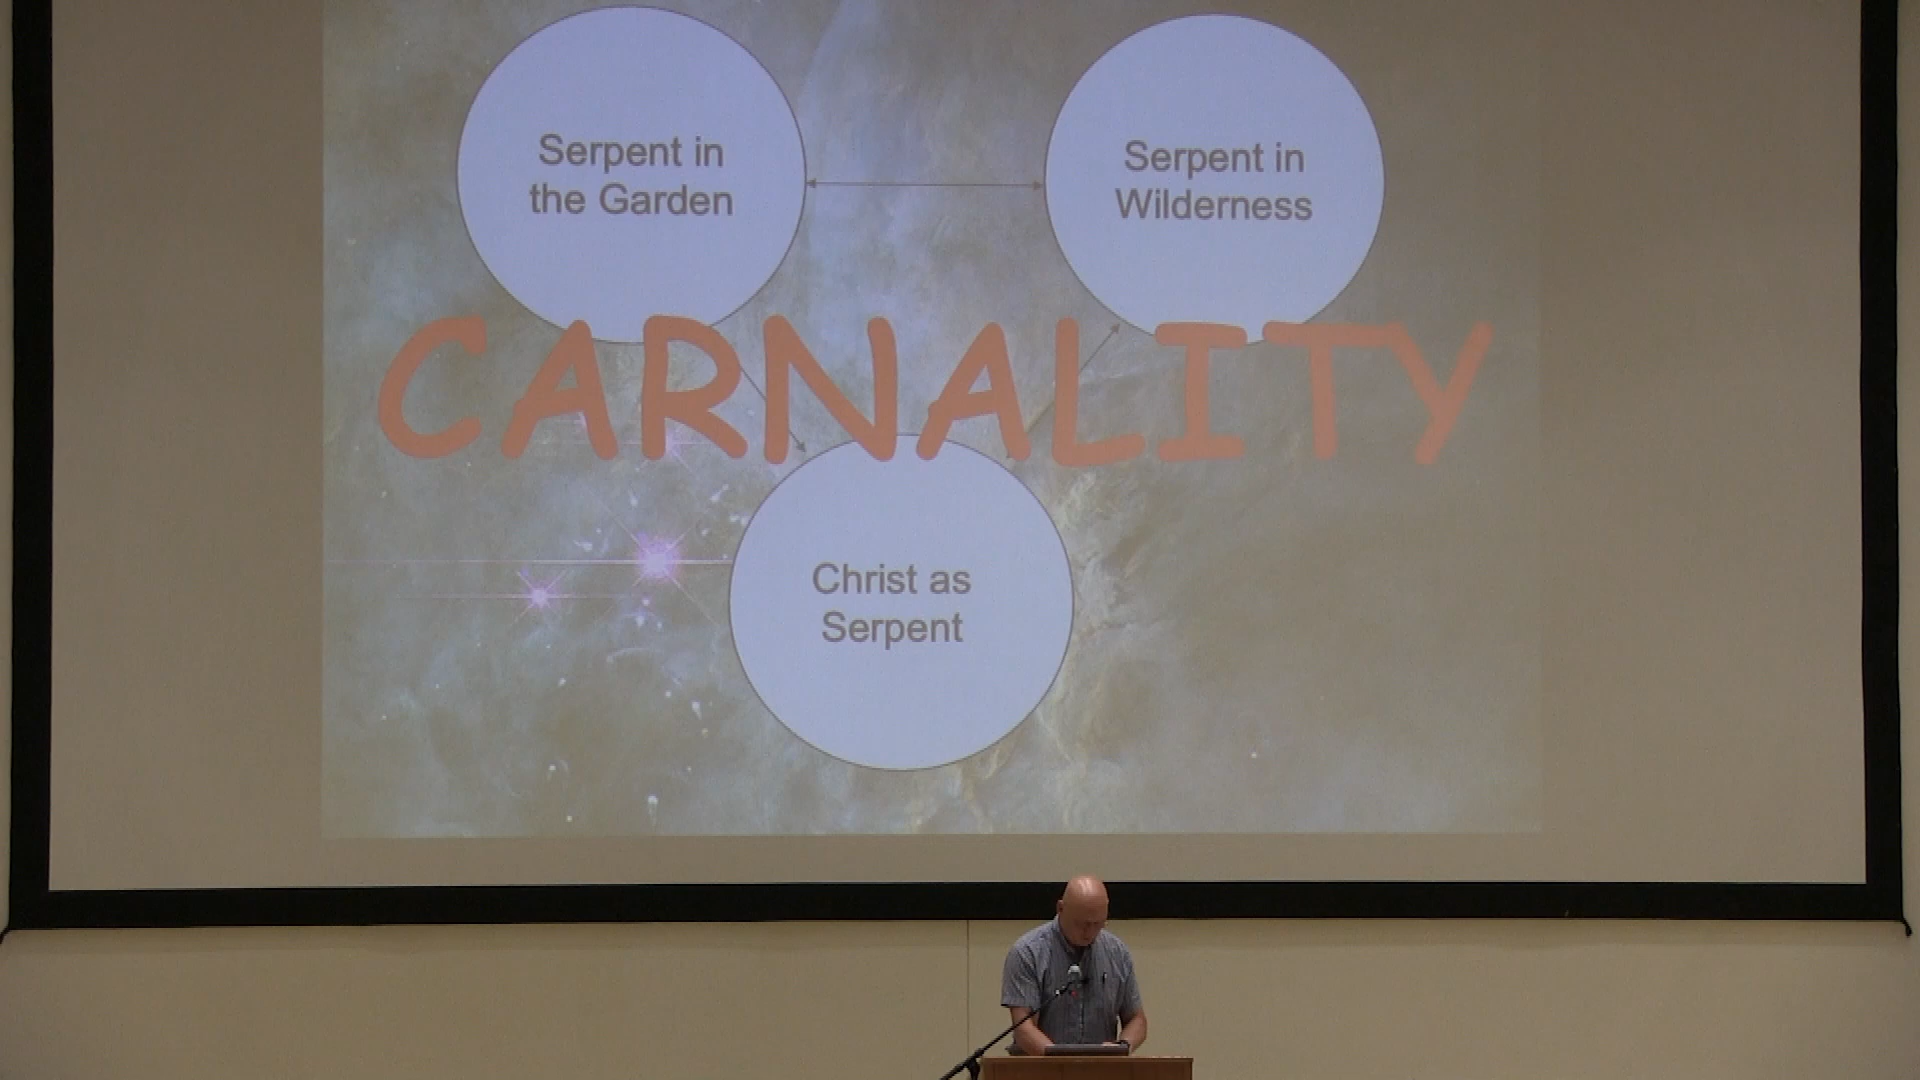 Serpent in
the Garden
Serpent in
Wilderness
CARNALITY
Christ as
Serpent